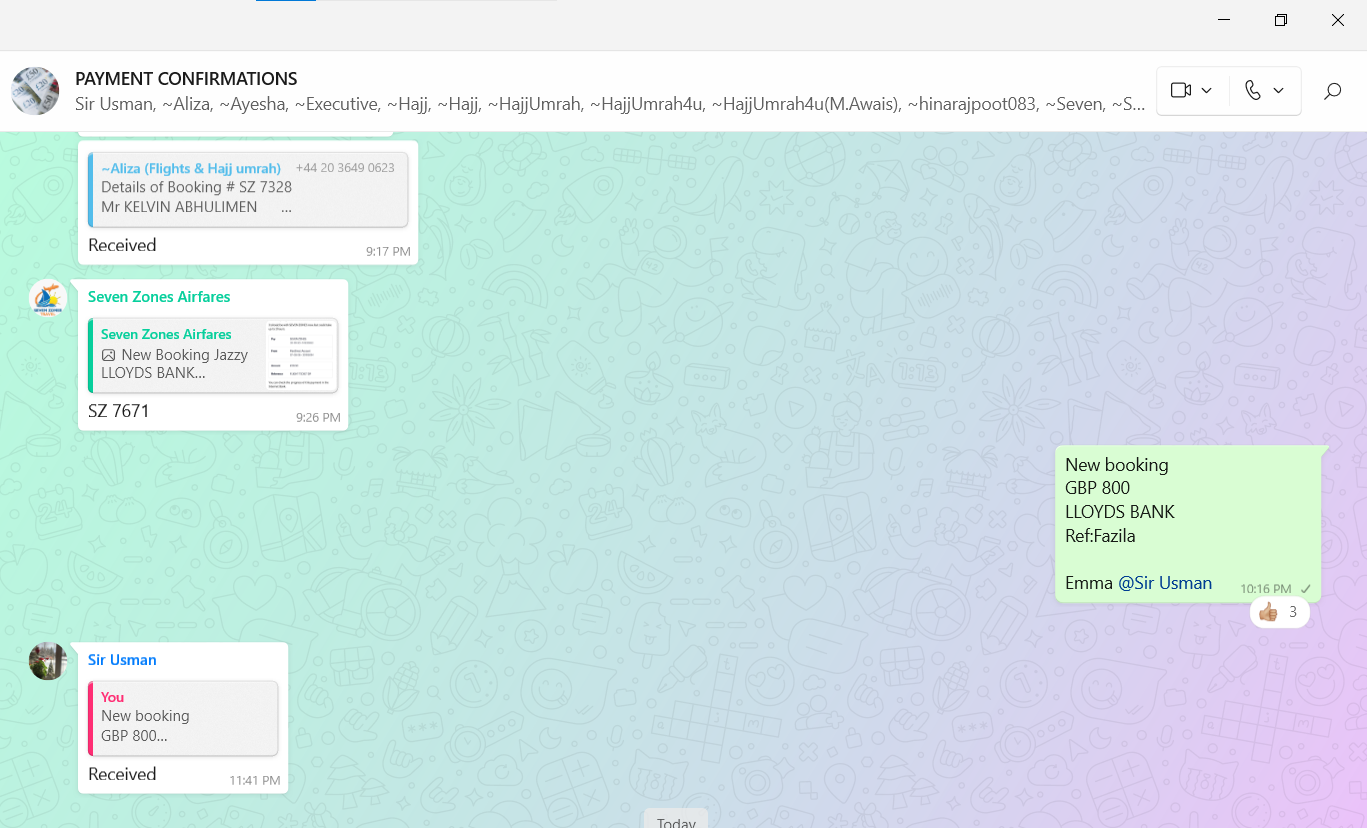 PAYMENT CONFIRMATIONS
Sir Usman, ~Aliza, ~Ayesha, ~Executive, ~Hajj, ~Hajj, ~HajjUmrah, ~HajjUmrah4u, ~HajjUmrah4u(M.Awais), ~hinarajpoot083, ~Seven, ~S...
~Aliza (Flights & Hajj umrah) +44 20 3649 0623
Details of Booking # SZ 7328
Mr KELVIN ABHULIMEN ...
Received
9:17 PM
Seven Zones Airfares
Seven Zones Airfares
New Booking Jazzy
LLOYDS BANK...
SZ 7671
9:26 PM
New booking
GBP 800
LLOYDS BANK
Ref:Fazila
Emma @Sir Usman
10:16 PM
3
Sir Usman
You
New booking
GBP 800...
Received
11:41 PM
Today